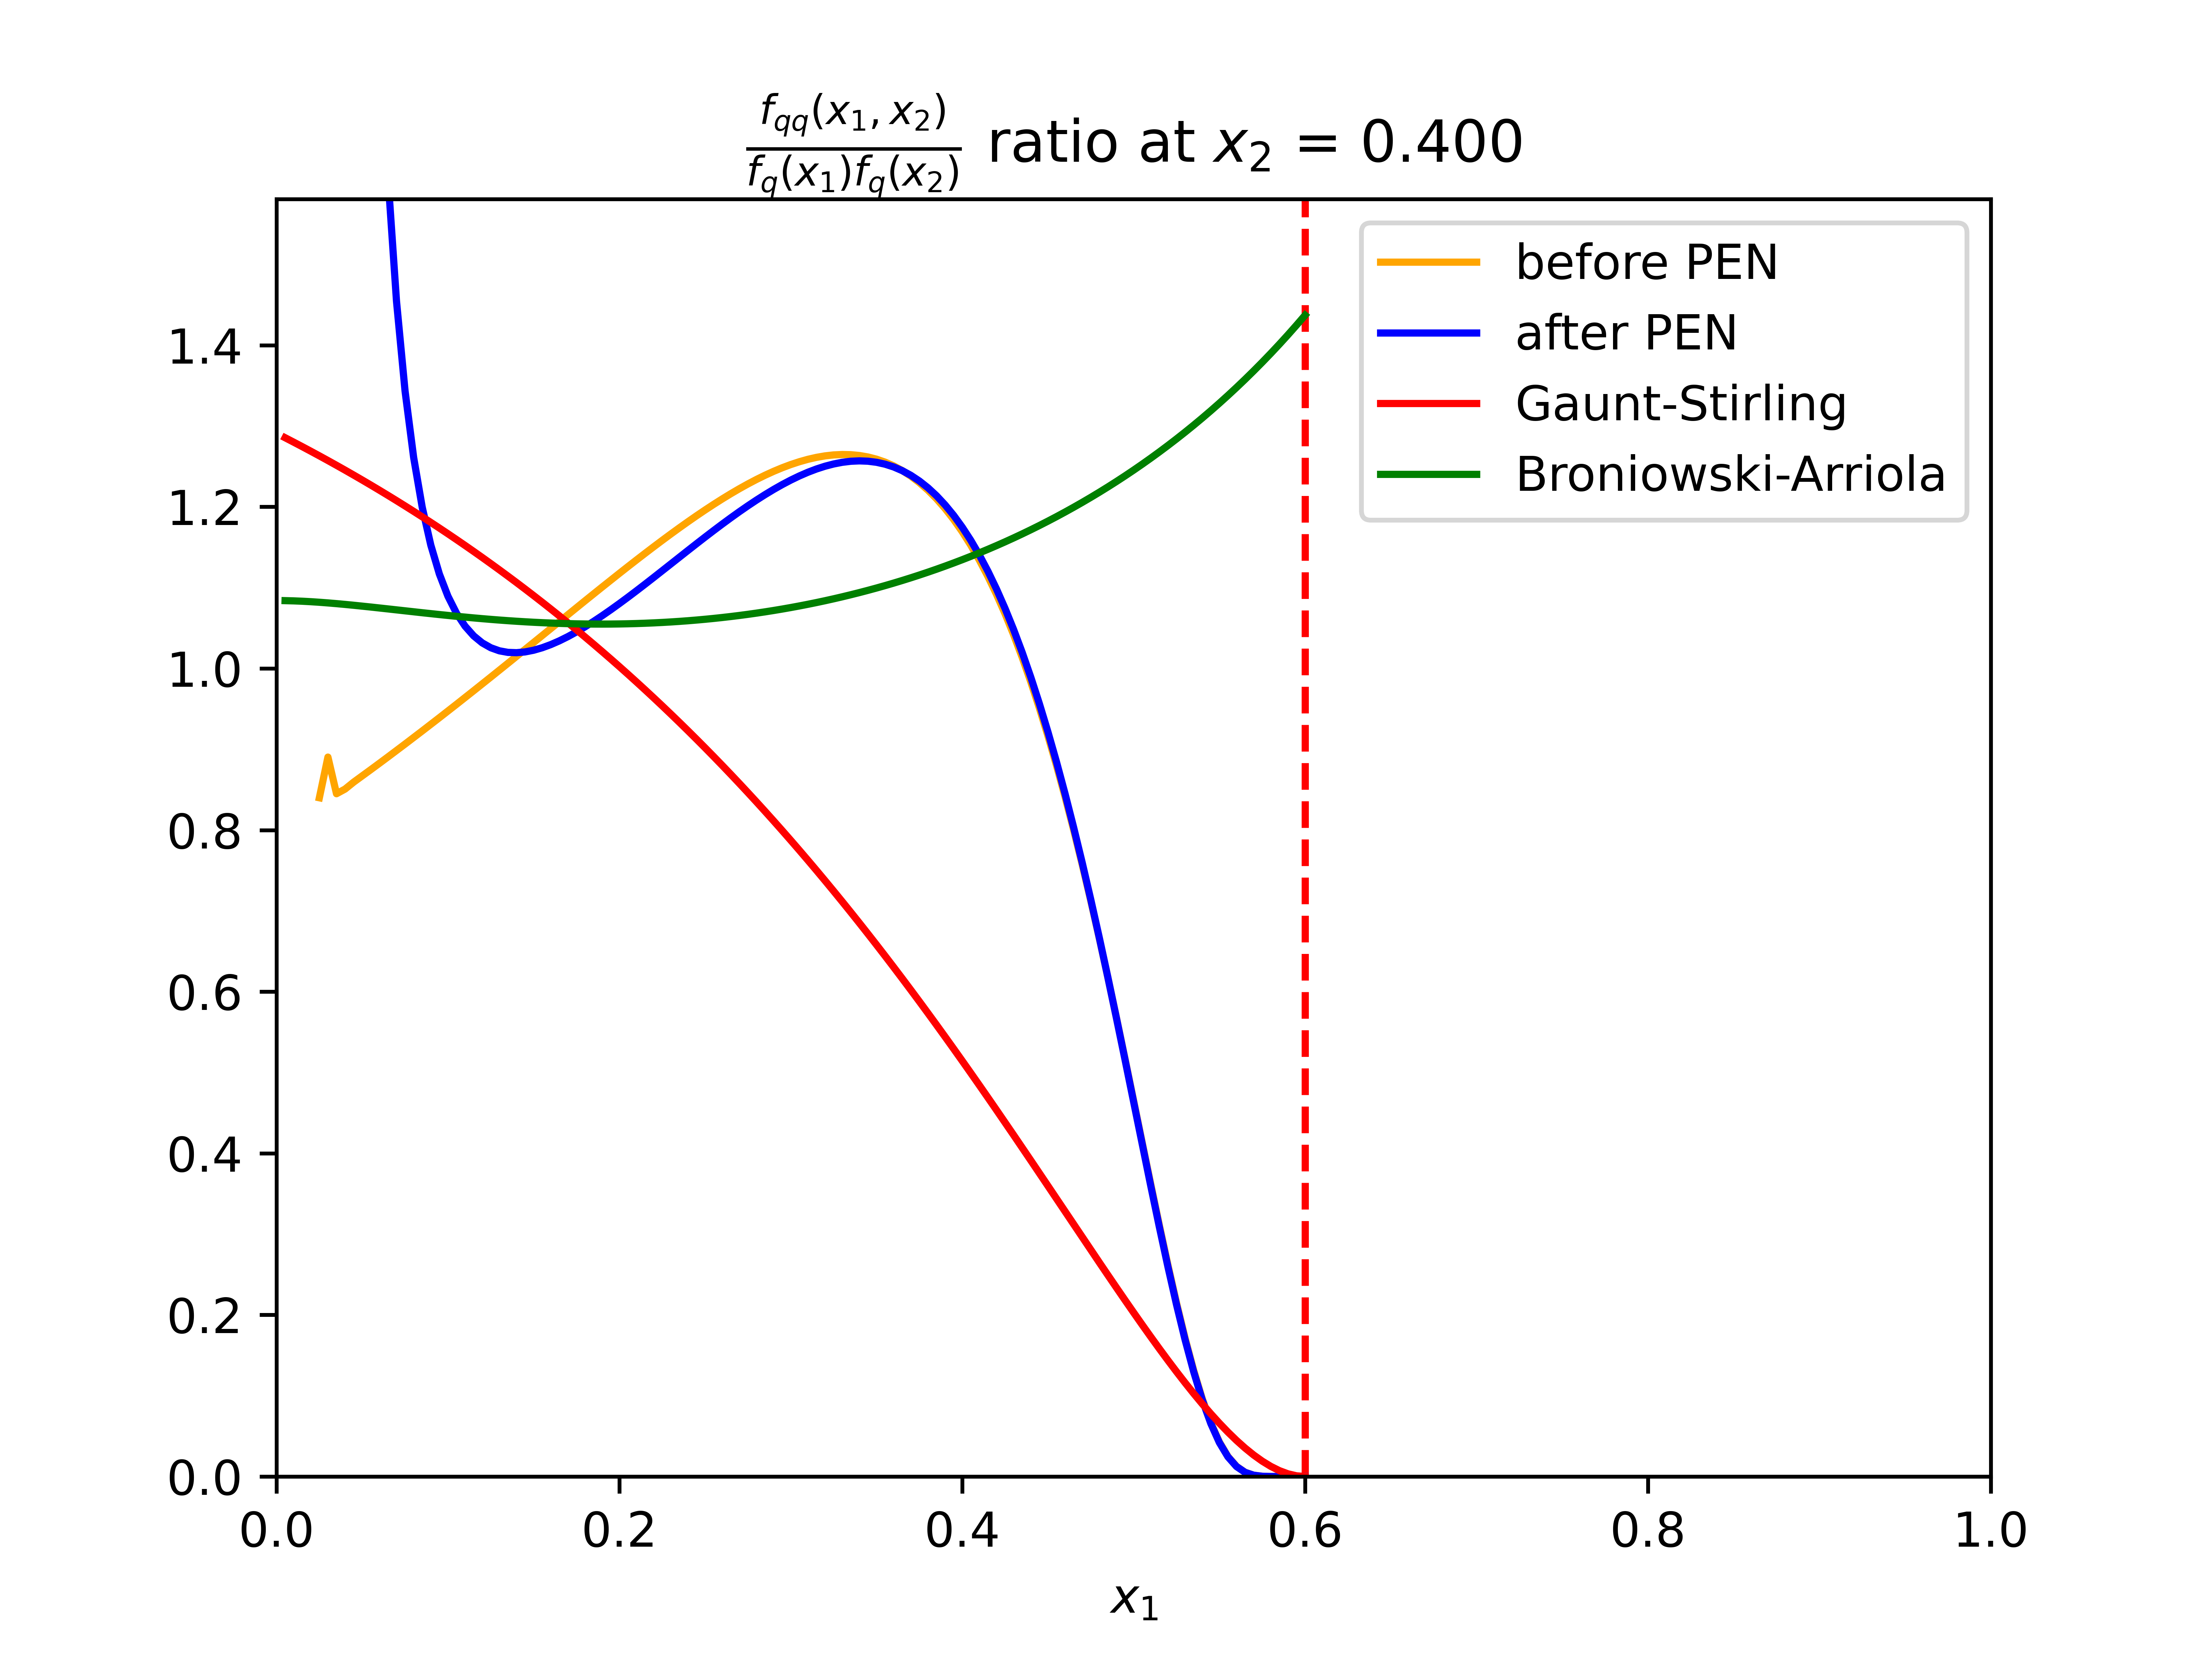 f_{qq}(x_1, x_2)
f_q(x_1)f_q(x_2)
ratio at x_2 = 0.400
before PEN
after PEN
Gaunt-Stirling
Broniowski-Arriola
1.4
1.2
1.0
0.8
0.6
0.4
0.2
0.0
0.0 0.2 0.4 0.6 0.8 1.0
x_1